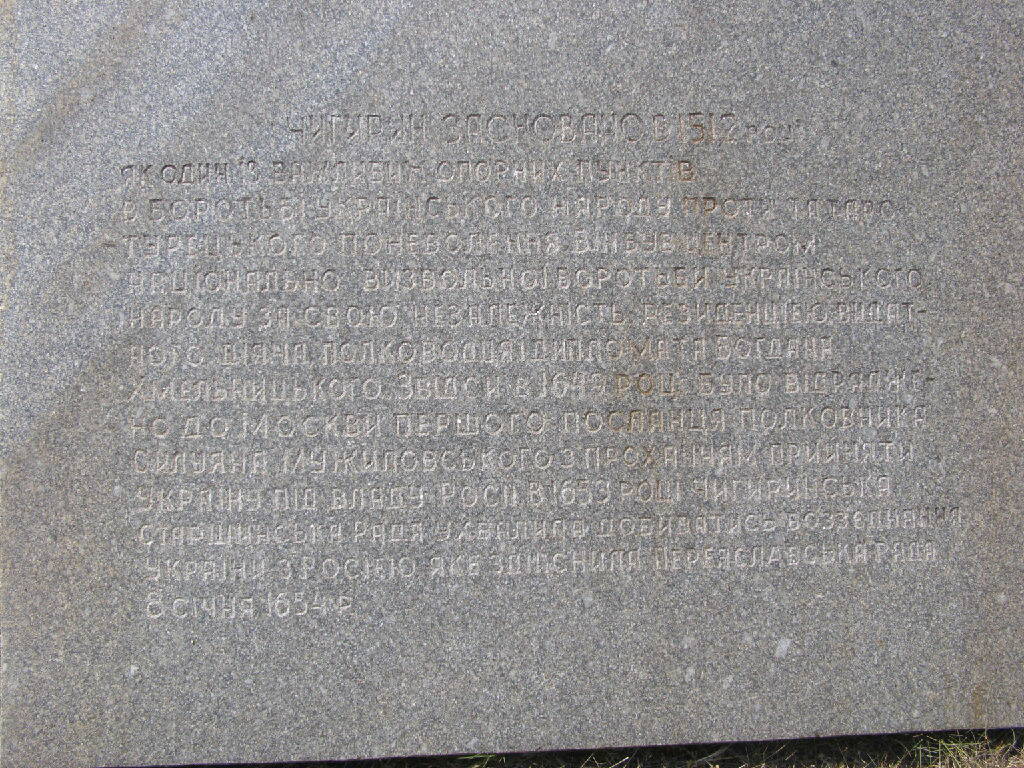 ЧИГИРИН ЗАСНОВАНО В 1512 РОЦІ
ЯК ОДИН ІЗ ВАЖЛИВИХ ОПОРНИХ ПУНКТІВ
В БОРОТЬБІ УКРАЇНСЬКОГО НАРОДУ ПРОТИ ТАТАРО
-ТУРЕЦЬКОГО ПОНЕВОЛЕННЯ. ВІН БУВ ЦЕНТРОМ
НАЦІОНАЛЬНО ВИЗВОЛЬНОЇ БОРОТЬБИ УКРАЇНСЬКОГО
НАРОДУ ЗА СВОЮ НЕЗАЛЕЖНІСТЬ, РЕЗИДЕНЦІЄЮ ВИДАТ-
НОГО ДІЯЧА ПОЛКОВОДЦЯ І ДИПЛОМАТА БОГДАНА
ХМЕЛЬНИЦЬКОГО. ЗВІДСИ В 1649 РОЦІ БУЛО ВІДРЯДЖЕ-
НО ДО МОСКВИ ПЕРШОГО ПОСЛАНЦЯ ПОЛКОВНИКА
СИЛУЯНА МУЖИЛОВСЬКОГО З ПРОХАННЯМ ПРИЙНЯТИ
УКРАЇНУ ПІД ВЛАДУ РОСІЇ. В 1653 РОЦІ ЧИГИРИНСЬКА
СТАРШИНСЬКА РАДА УХВАЛИЛА ДОБИВАТИСЬ ВОЗЗЄДНАННЯ
УКРАЇНИ З РОСІЄЮ ЯКЕ ЗДІЙСНИЛА ПЕРЕЯСЛАВСЬКА РАДА
8 СІЧНЯ 1654 Р.